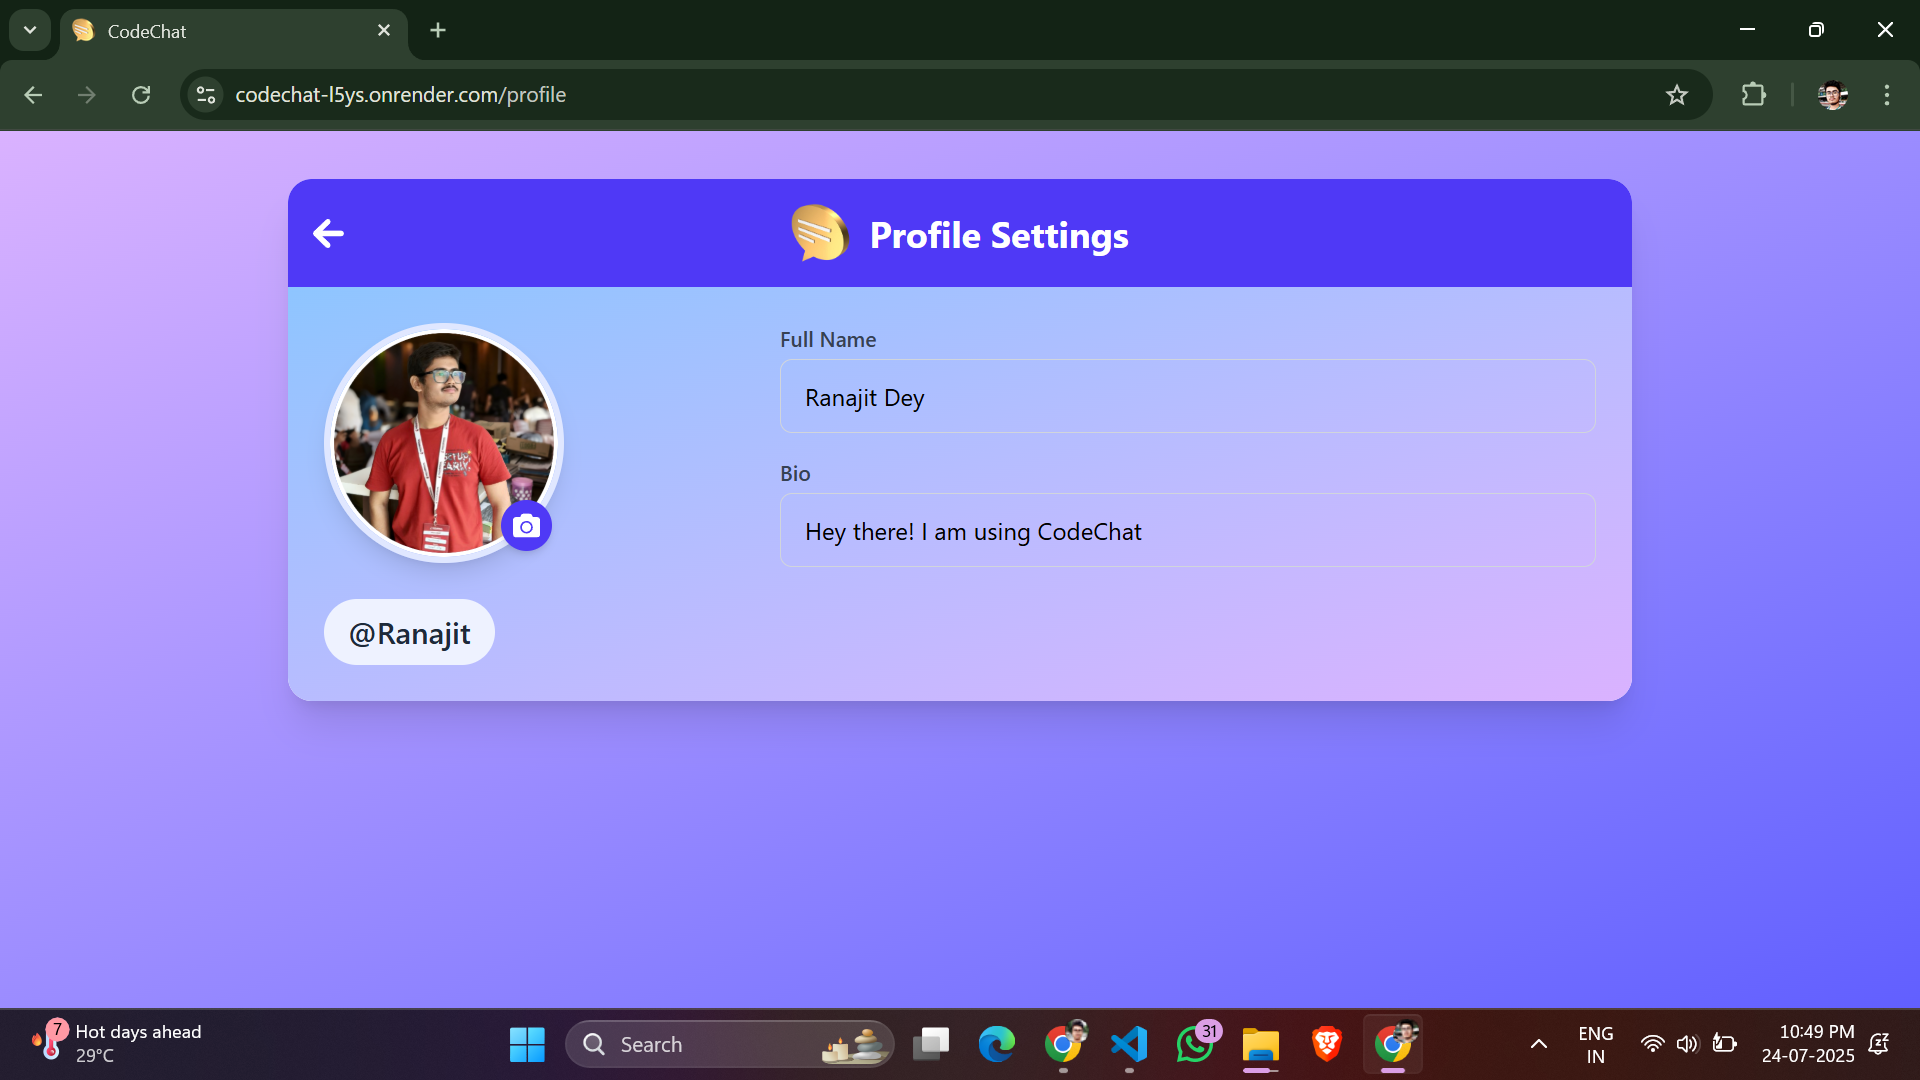 CodeChat
codechat-l5ys.onrender.com/profile
Profile Settings
Full Name
Ranajit Dey
Bio
Hey there! I am using CodeChat
@Ranajit
7
Hot days ahead
29°C
Search
31
ENG
IN
10:49 PM
24-07-2025